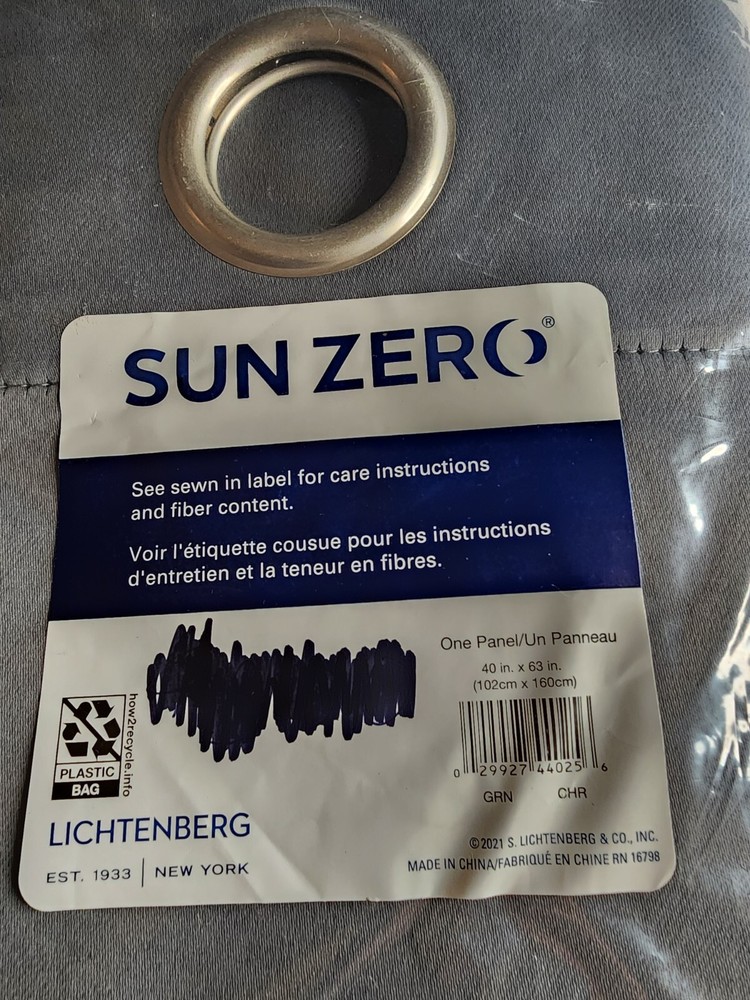 SUN ZERO®
See sewn in label for care instructions
and fiber content.
Voir l'étiquette cousue pour les instructions
d'entretien et la teneur en fibres.
One Panel/Un Panneau
40 in. x 63 in.
(102cm x 160cm)
0 29927 44025 6
GRN CHR
how2recycle.info
PLASTIC
BAG
LICHTENBERG
EST. 1933 | NEW YORK
©2021 S. LICHTENBERG & CO., INC.
MADE IN CHINA/FABRIQUÉ EN CHINE RN 16798